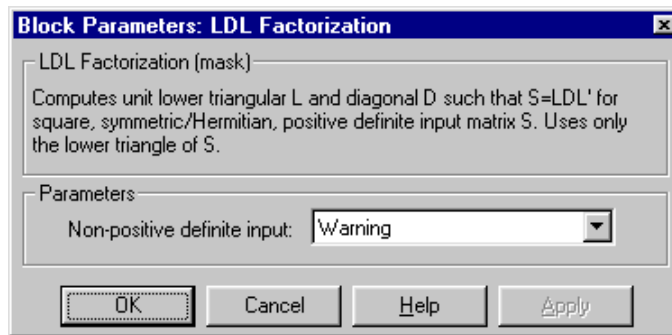 Block Parameters: LDL Factorization
LDL Factorization (mask)
Computes unit lower triangular L and diagonal D such that S=LDL' for
square, symmetric/Hermitian, positive definite input matrix S. Uses only
the lower triangle of S.
Parameters
Non-positive definite input: Warning
OK Cancel Help Apply